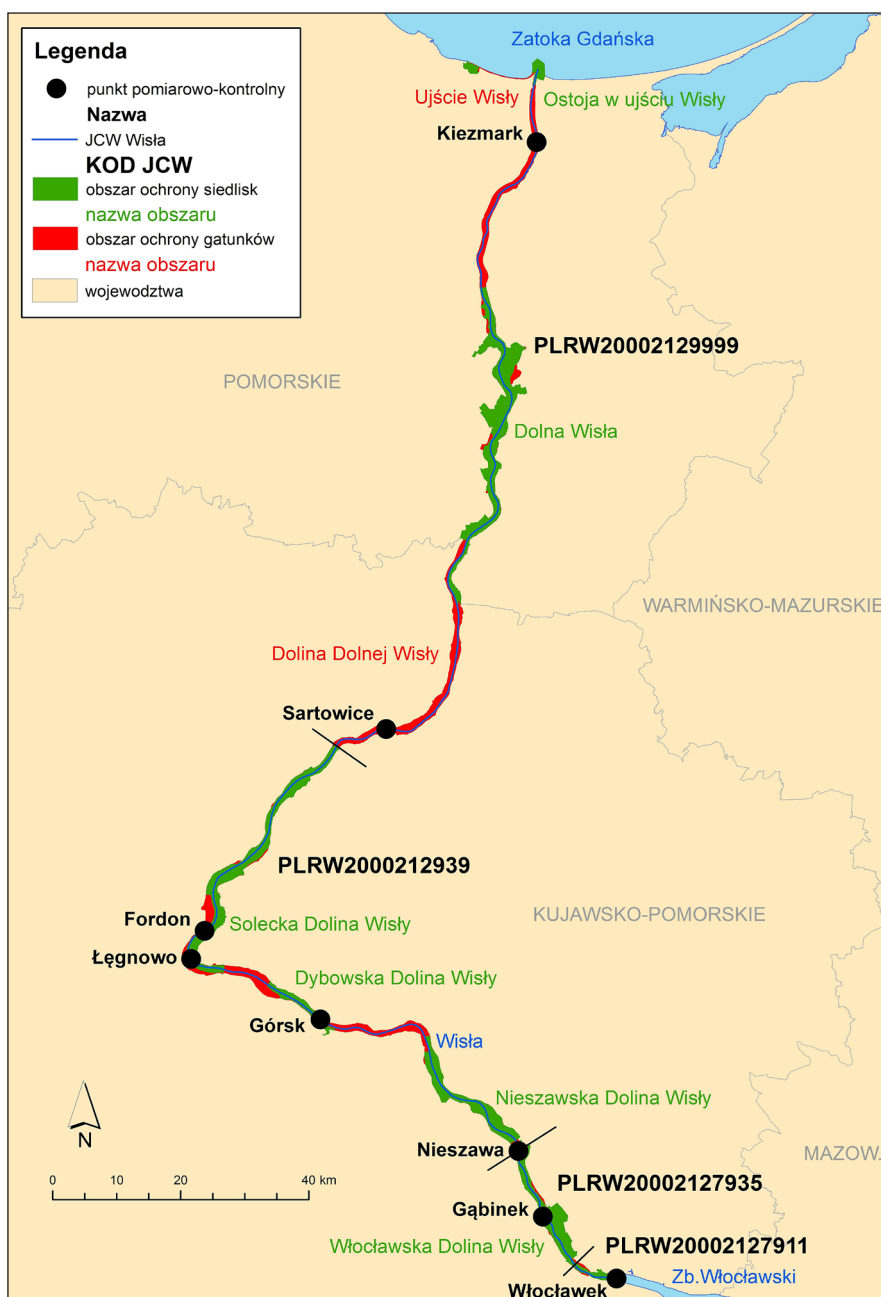 Legenda
punkt pomiarowo-kontrolny
Nazwa
JCW Wisła
KOD JCW
obszar ochrony siedlisk
nazwa obszaru
obszar ochrony gatunków
nazwa obszaru
wojewodztwa
Zatoka Gdańska
Ujście Wisły
Ostoja w ujściu Wisły
Kiezmark
PLRW20002129999
POMORSKIE
Dolna Wisła
WARMIŃSKO-MAZURSKIE
Dolina Dolnej Wisły
Sartowice
PLRW2000212939
KUJAWSKO-POMORSKIE
Fordon
Solecka Dolina Wisły
Łęgnowo
Dybowska Dolina Wisły
Górsk
Wisła
Nieszawska Dolina Wisły
N
Nieszawa
MAZOW.
0 10 20 40 km
PLRW20002127935
Gąbinek
Włocławska Dolina Wisły
PLRW20002127911
Zb.Włocławski
Włocławek